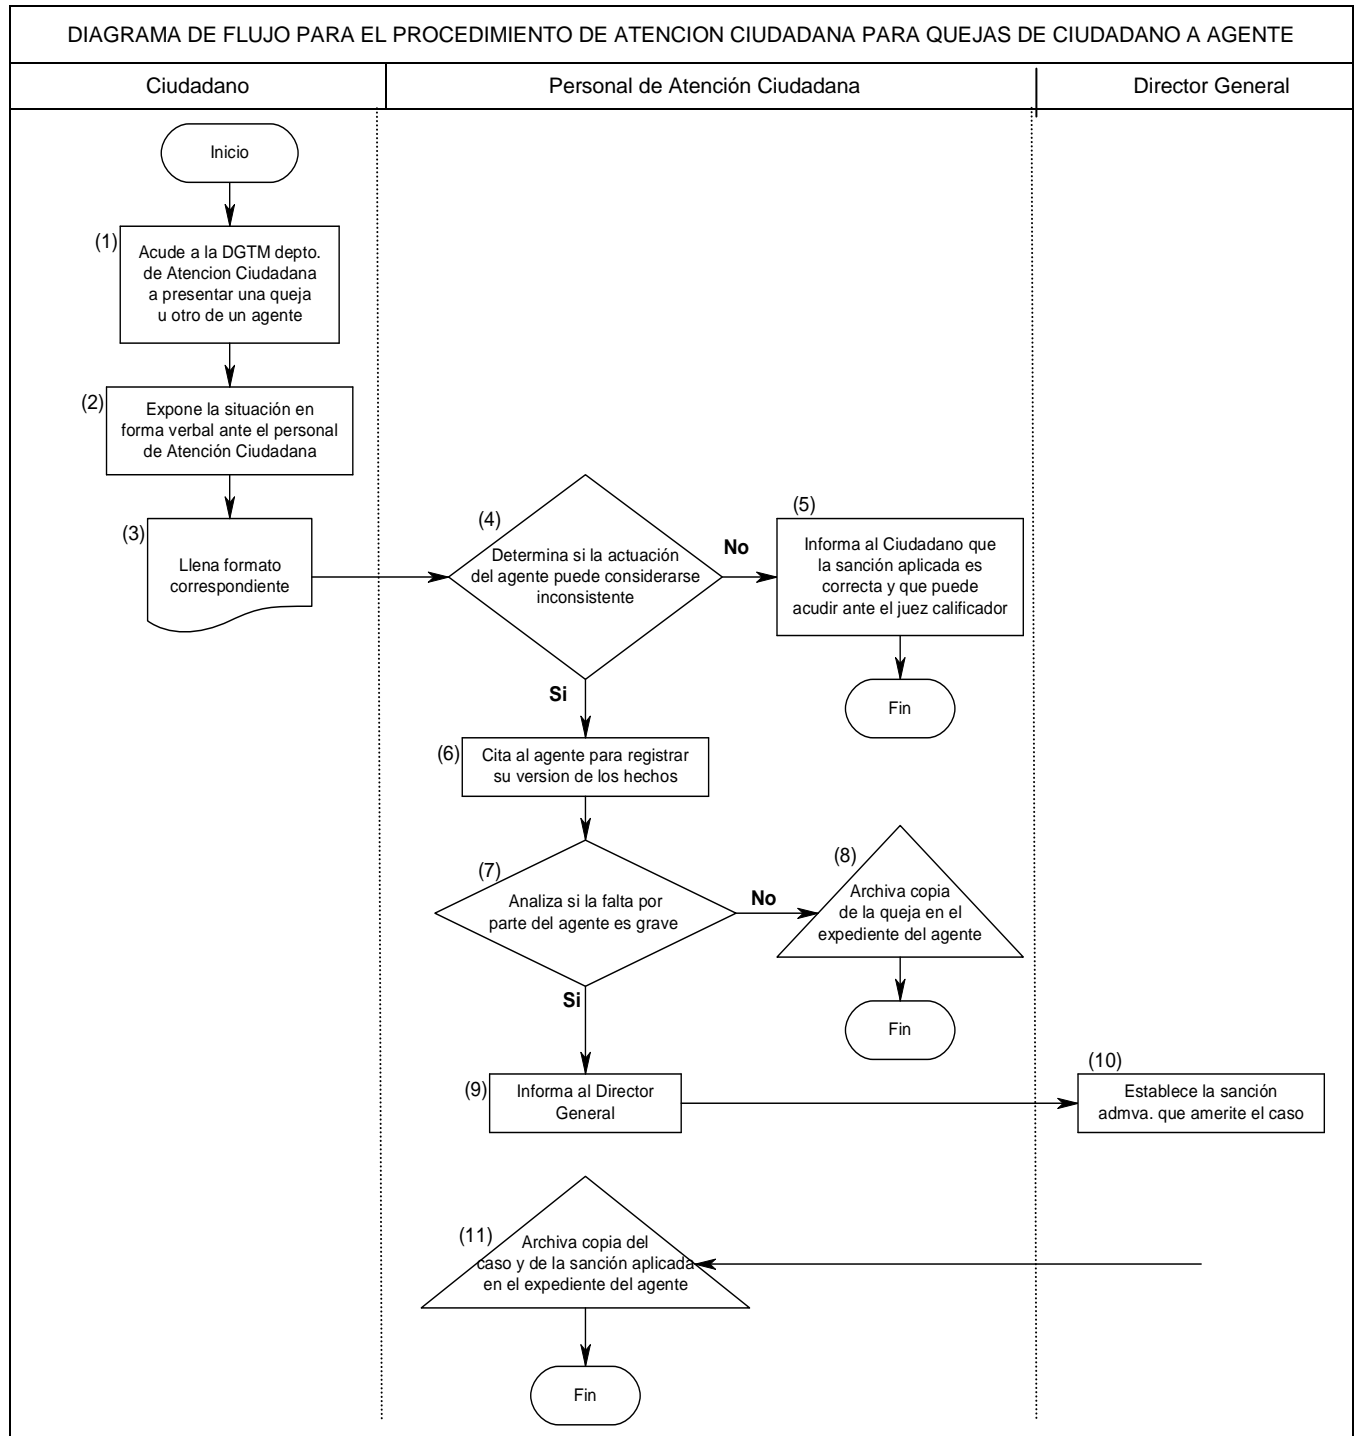 DIAGRAMA DE FLUJO PARA EL PROCEDIMIENTO DE ATENCION CIUDADANA PARA QUEJAS DE CIUDADANO A AGENTE
Ciudadano
Personal de Atención Ciudadana
Director General
Inicio
(1)
Acude a la DGTM depto.
de Atencion Ciudadana
a presentar una queja
u otro de un agente
(2)
Expone la situación en
forma verbal ante el personal
de Atención Ciudadana
(3)
Llena formato
correspondiente
(4)
Determina si la actuación
del agente puede considerarse
inconsistente
No
(5)
Informa al Ciudadano que
la sanción aplicada es
correcta y que puede
acudir ante el juez calificador
Fin
Si
(6)
Cita al agente para registrar
su version de los hechos
(7)
Analiza si la falta por
parte del agente es grave
No
(8)
Archiva copia
de la queja en el
expediente del agente
Fin
Si
(9)
Informa al Director
General
(10)
Establece la sanción
admva. que amerite el caso
(11)
Archiva copia del
caso y de la sanción aplicada
en el expediente del agente
Fin